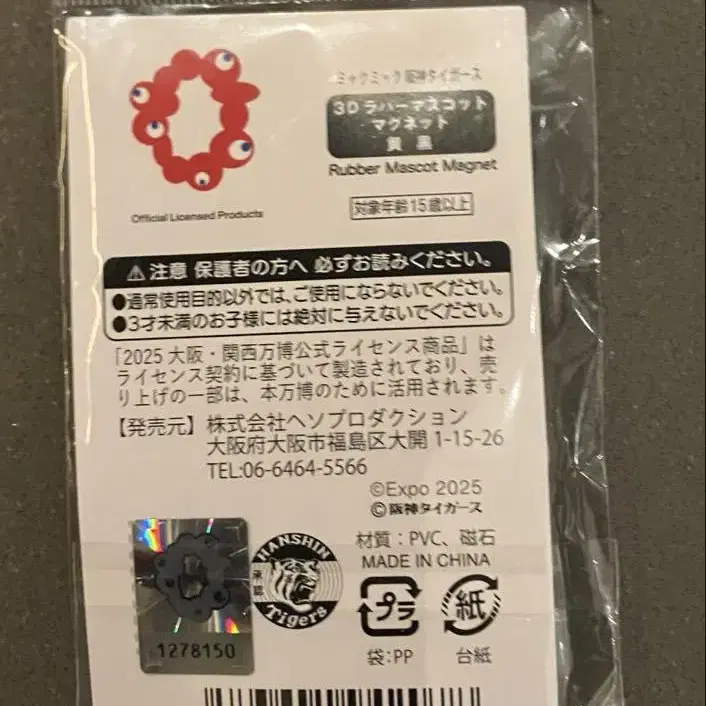 ミャクミャク 阪神タイガース
3Dラバーマスコット
マグネット
黄 黒
Rubber Mascot Magnet
対象年齢15歳以上
Official Licensed Products
⚠注意 保護者の方へ 必ずお読みください。
●通常使用目的以外では、ご使用にならないでください。
●3才未満のお子様には絶対に与えないでください。
「2025 大阪・関西万博公式ライセンス商品」は
ライセンス契約に基づいて製造されており、売
り上げの一部は、本万博のために活用されます。
【発売元】株式会社ヘソプロダクション
大阪府大阪市福島区大開 1-15-26
TEL:06-6464-5566
©Expo 2025
©阪神タイガース
材質：PVC、磁石
MADE IN CHINA
HANSHIN
承認
Tigers
プラ
紙
袋:PP
台紙
1278150